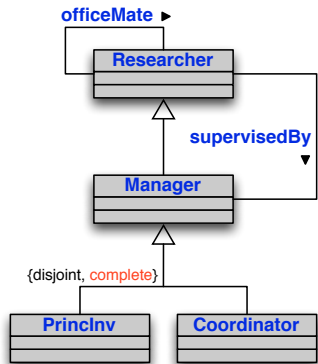 officeMate ▶
Researcher
supervisedBy
▼
Manager
{disjoint, complete}
PrincInv
Coordinator